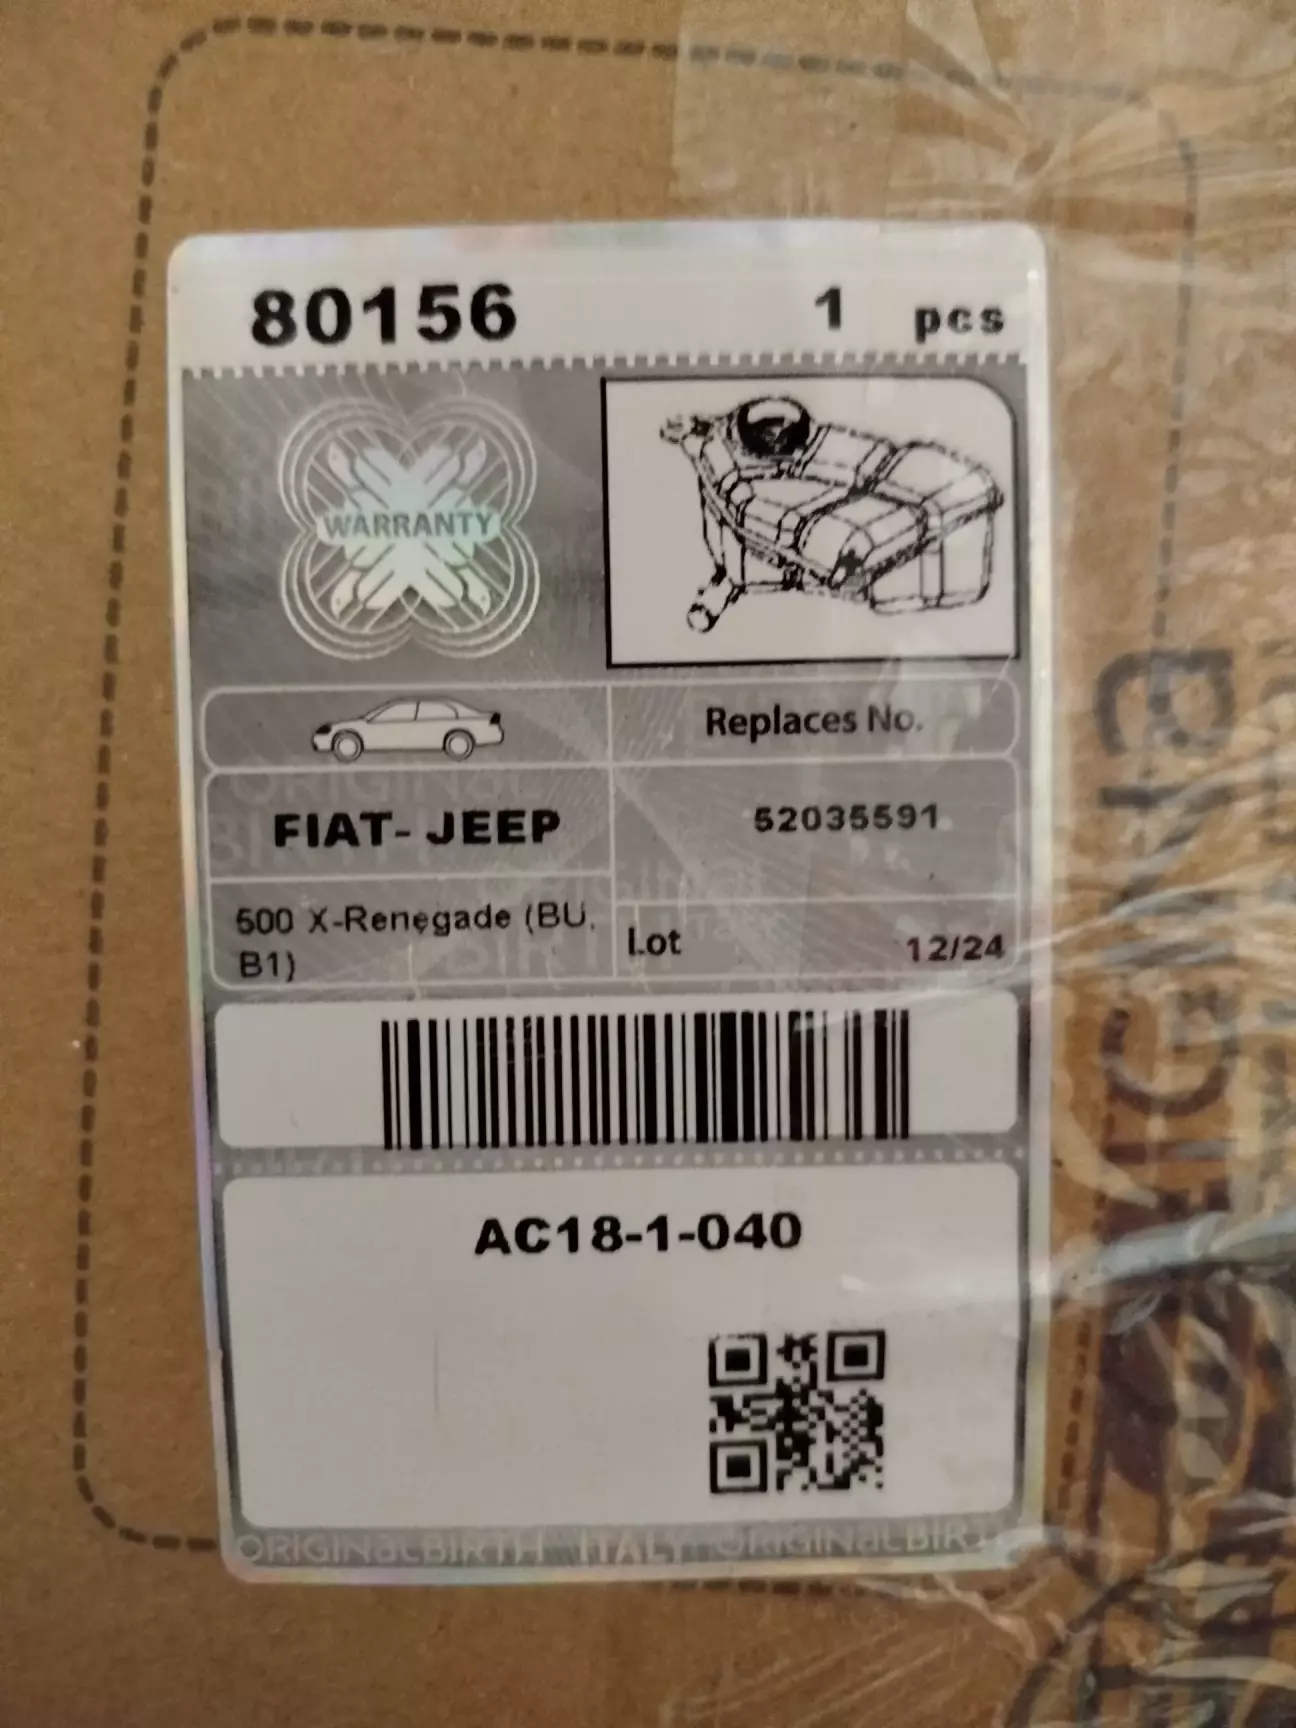 80156 1 pcs
WARRANTY
Replaces No.
FIAT- JEEP
52035591
500 X-Renegade (BU,
B1)
Lot 12/24
AC18-1-040
ORIGINALBIRTH ITALY ORIGINALBIRT